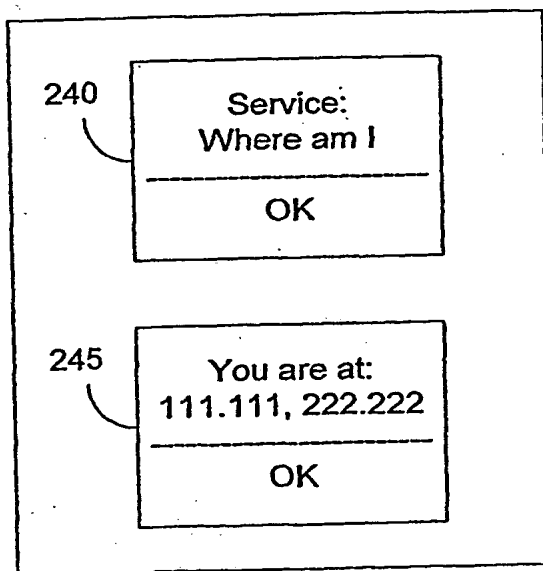 240
Service:
Where am I
OK
245
You are at:
111.111, 222.222
OK